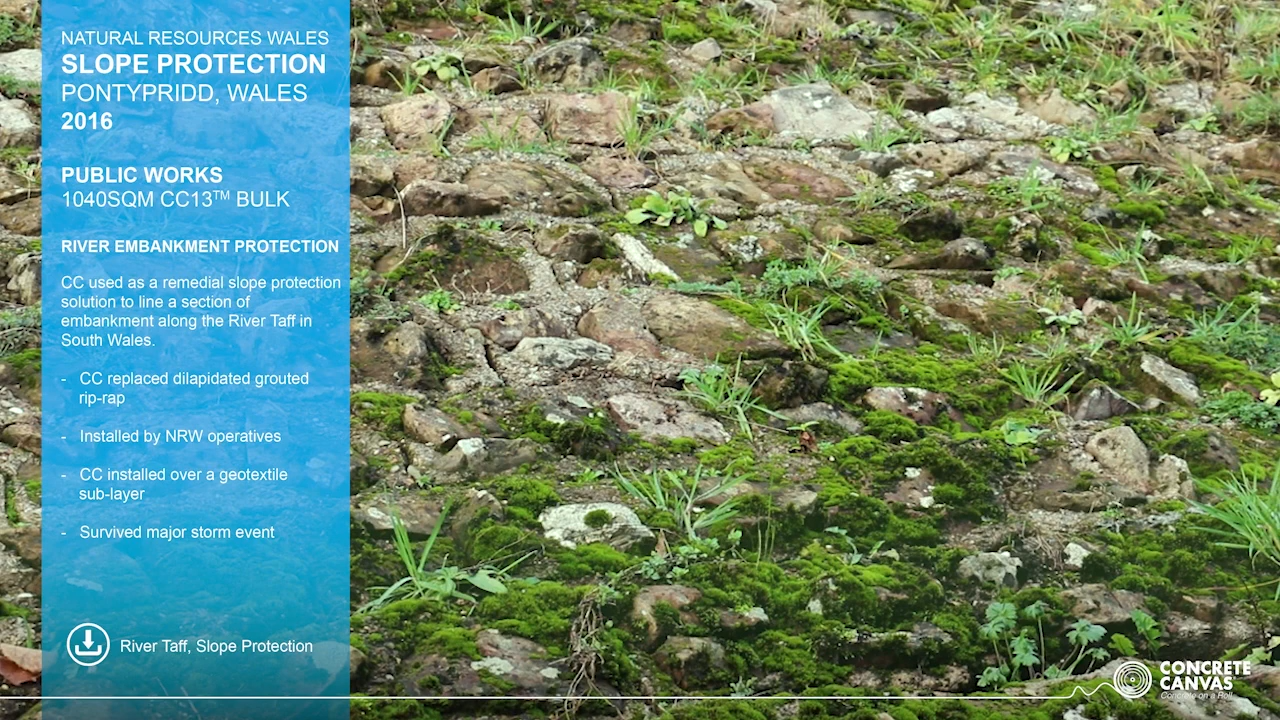 NATURAL RESOURCES WALES
SLOPE PROTECTION
PONTYPRIDD, WALES
2016
PUBLIC WORKS
1040SQM CC13™ BULK
RIVER EMBANKMENT PROTECTION
CC used as a remedial slope protection
solution to line a section of
embankment along the River Taff in
South Wales.
- CC replaced dilapidated grouted
rip-rap
- Installed by NRW operatives
- CC installed over a geotextile
sub-layer
- Survived major storm event
River Taff, Slope Protection
CONCRETE
CANVAS
Concrete on a Roll